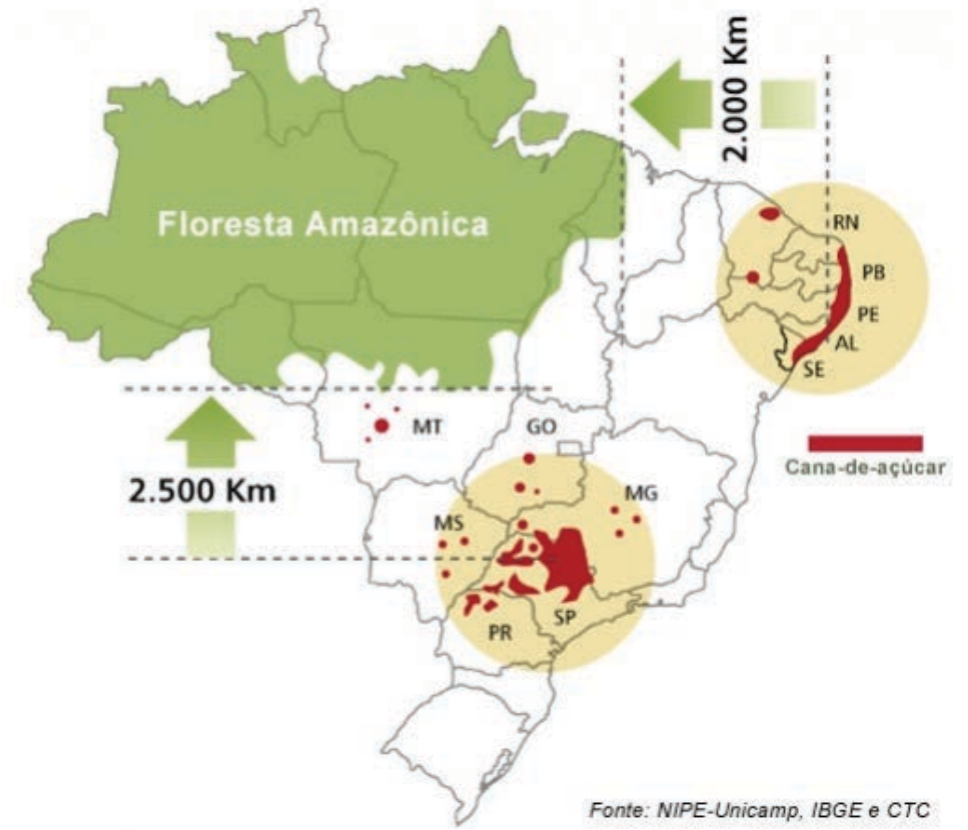 2.000 Km
Floresta Amazônica
RN
PB
PE
AL
SE
Cana-de-açúcar
2.500 Km
MT
GO
MG
MS
SP
PR
Fonte: NIPE-Unicamp, IBGE e CTC